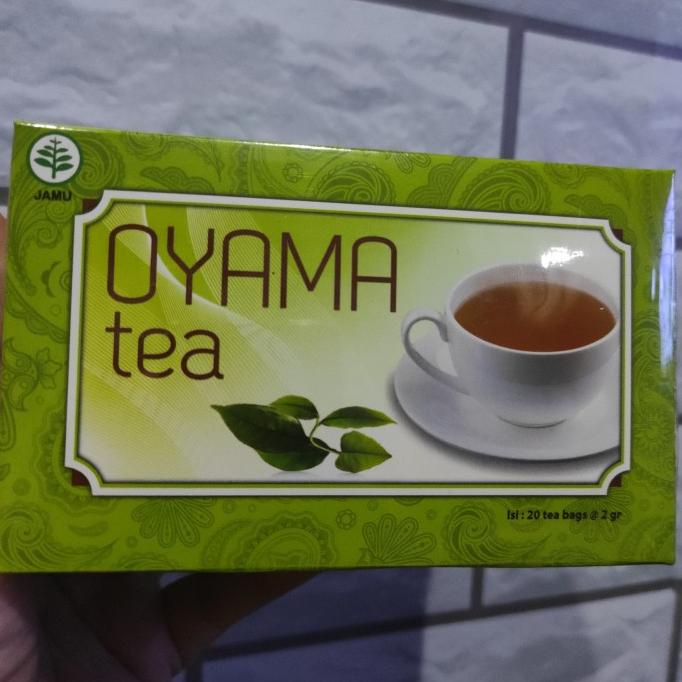 JAMU
OYAMA
tea
Isi : 20 tea bags @ 2 gr